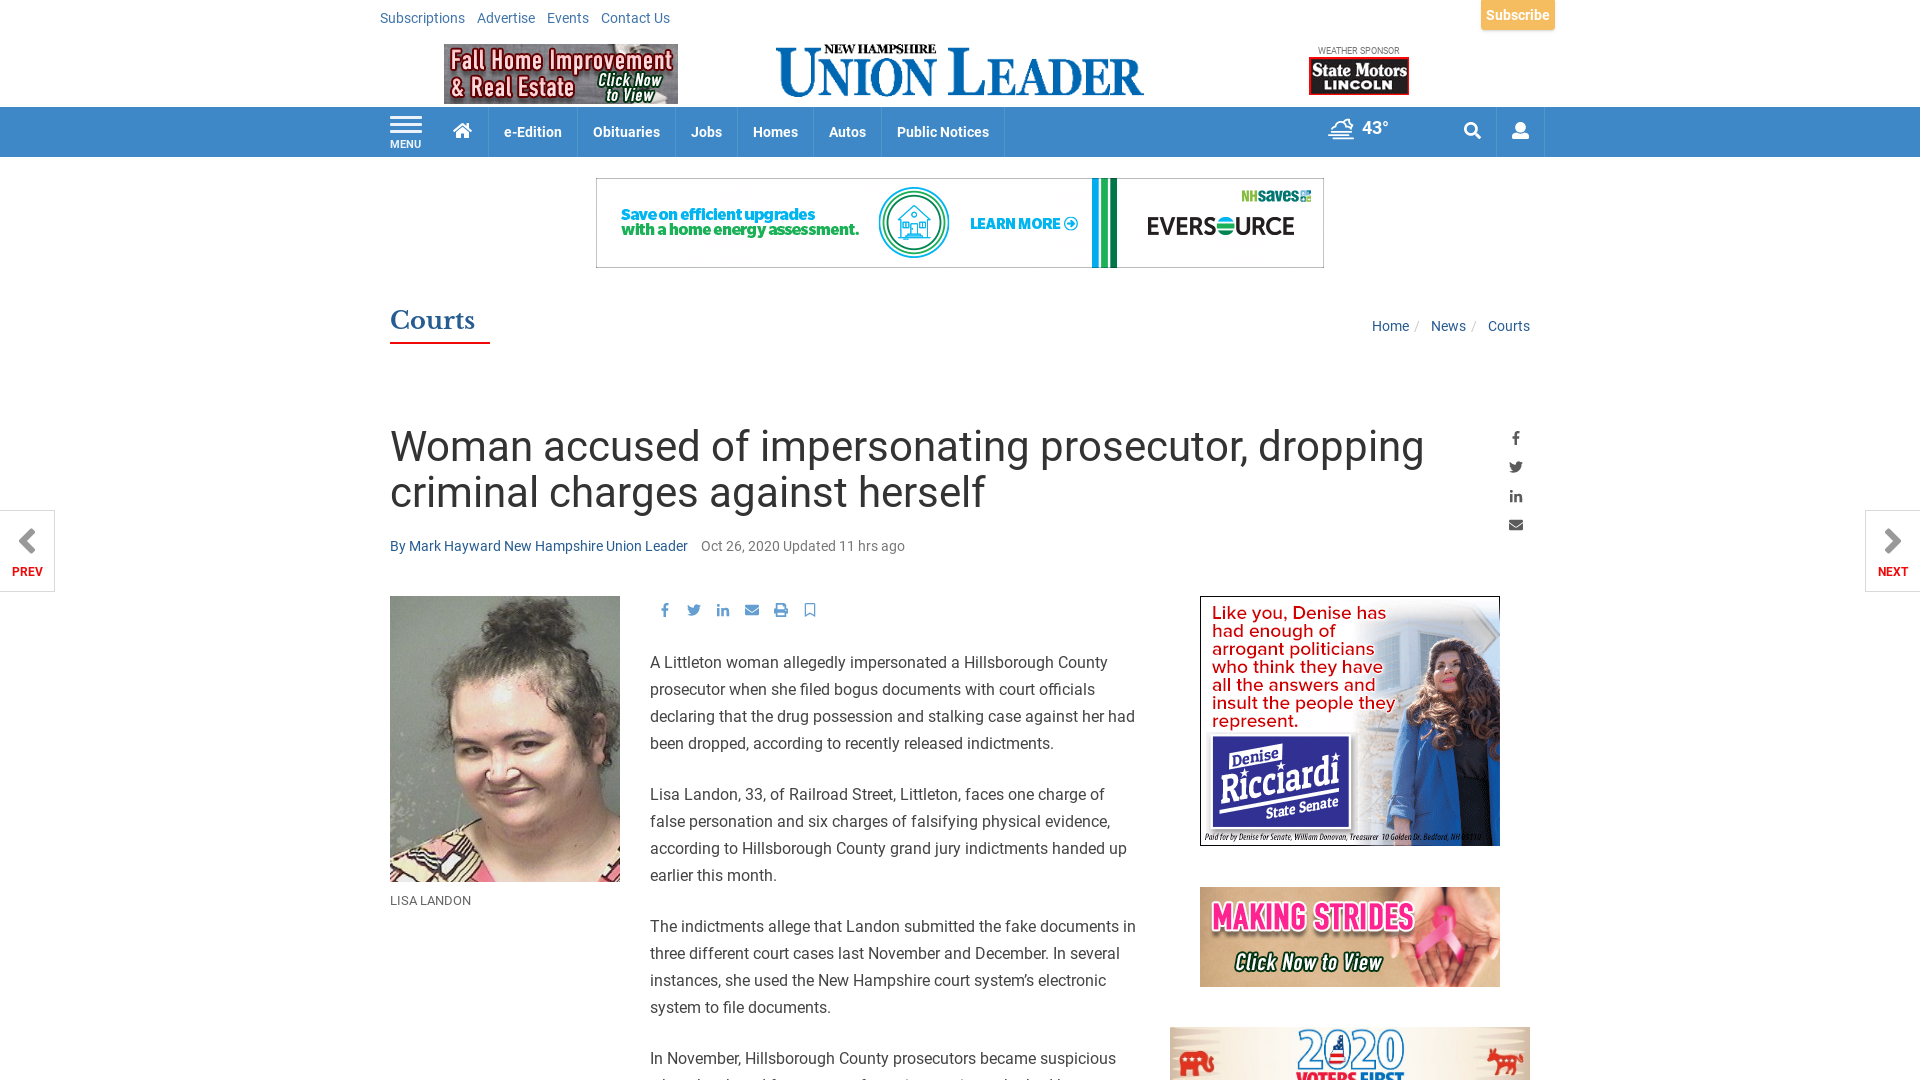 Subscriptions Advertise Events Contact Us
Subscribe
Fall Home Improvement
& Real Estate Click Now
to View
NEW HAMPSHIRE
UNION LEADER
WEATHER SPONSOR
State Motors
LINCOLN
MENU
e-Edition Obituaries Jobs Homes Autos Public Notices
43°
Save on efficient upgrades
with a home energy assessment.
LEARN MORE
NHsaves
EVERSOURCE
Courts
Home / News / Courts
Woman accused of impersonating prosecutor, dropping
criminal charges against herself
By Mark Hayward New Hampshire Union Leader Oct 26, 2020 Updated 11 hrs ago
PREV
NEXT
LISA LANDON
A Littleton woman allegedly impersonated a Hillsborough County
prosecutor when she filed bogus documents with court officials
declaring that the drug possession and stalking case against her had
been dropped, according to recently released indictments.
Lisa Landon, 33, of Railroad Street, Littleton, faces one charge of
false personation and six charges of falsifying physical evidence,
according to Hillsborough County grand jury indictments handed up
earlier this month.
The indictments allege that Landon submitted the fake documents in
three different court cases last November and December. In several
instances, she used the New Hampshire court system’s electronic
system to file documents.
In November, Hillsborough County prosecutors became suspicious
Like you, Denise has
had enough of
arrogant politicians
who think they have
all the answers and
insult the people they
represent.
Denise
Ricciardi
State Senate
Paid for by Denise for Senate, William Donovan, Treasurer 10 Golden Dr. Bedford, NH
MAKING STRIDES
Click Now to View
2020
VOTERS FIRST